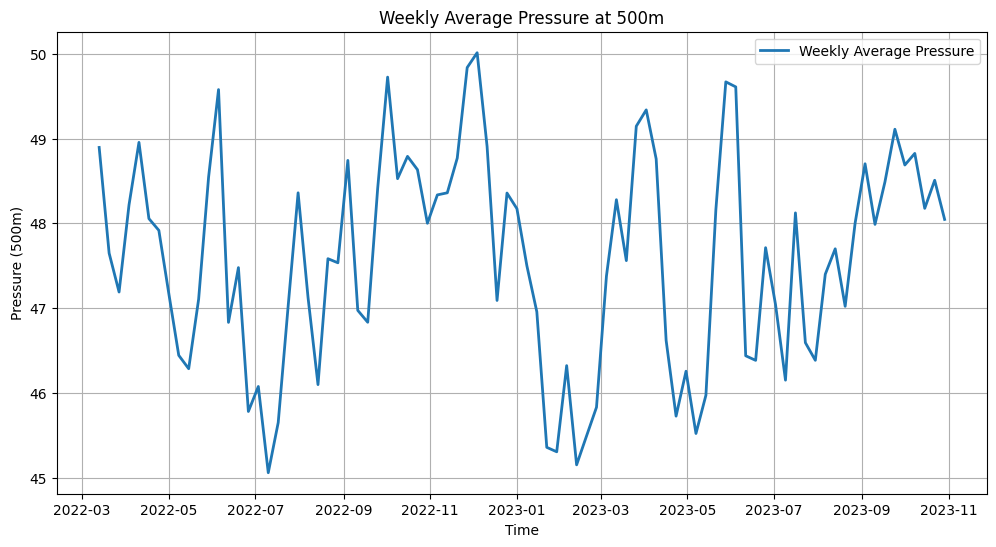 Weekly Average Pressure at 500m
Weekly Average Pressure
Pressure (500m)
50
49
48
47
46
45
2022-03 2022-05 2022-07 2022-09 2022-11 2023-01 2023-03 2023-05 2023-07 2023-09 2023-11
Time